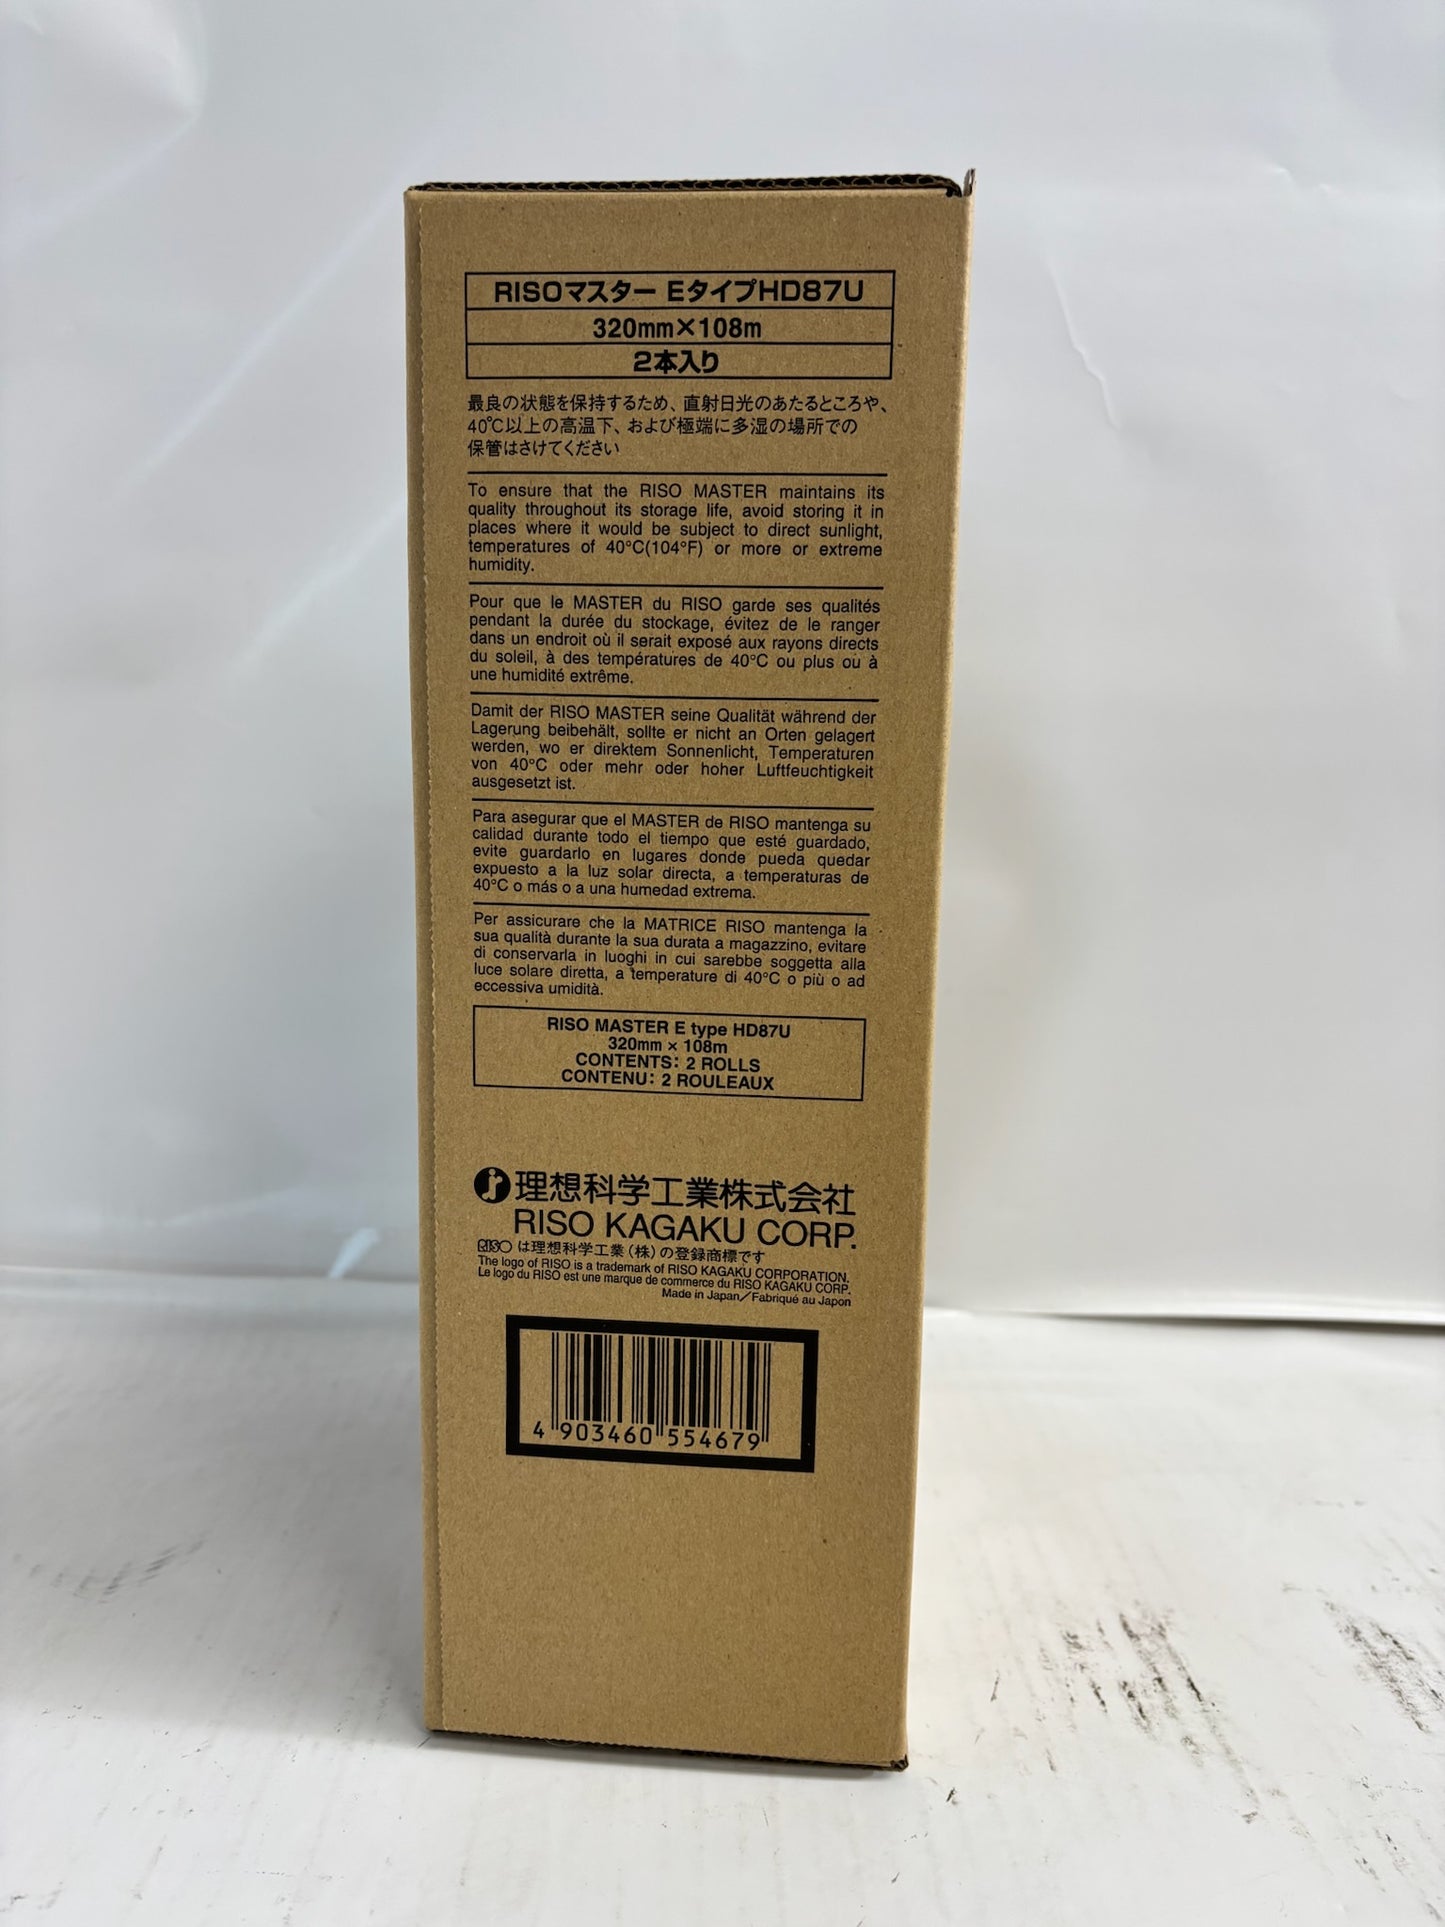 RISOマスター EタイプHD87U
320mm×108m
2本入り
最良の状態を保持するため、直射日光のあたるところや、
40℃以上の高温下、および極端に多湿の場所での
保管はさけてください
To ensure that the RISO MASTER maintains its
quality throughout its storage life, avoid storing it in
places where it would be subject to direct sunlight,
temperatures of 40°C(104°F) or more or extreme
humidity.
Pour que le MASTER du RISO garde ses qualités
pendant la durée du stockage, évitez de le ranger
dans un endroit où il serait exposé aux rayons directs
du soleil, à des températures de 40°C ou plus ou à
une humidité extrême.
Damit der RISO MASTER seine Qualität während der
Lagerung beibehält, sollte er nicht an Orten gelagert
werden, wo er direktem Sonnenlicht, Temperaturen
von 40°C oder mehr oder hoher Luftfeuchtigkeit
ausgesetzt ist.
Para asegurar que el MASTER de RISO mantenga su
calidad durante todo el tiempo que esté guardado,
evite guardarlo en lugares donde pueda quedar
expuesto a la luz solar directa, a temperaturas de
40°C o más o a una humedad extrema.
Per assicurare che la MATRICE RISO mantenga la
sua qualità durante la sua durata a magazzino, evitare
di conservarla in luoghi in cui sarebbe soggetta alla
luce solare diretta, a temperature di 40°C o più o ad
eccessiva umidità.
RISO MASTER E type HD87U
320mm × 108m
CONTENTS: 2 ROLLS
CONTENU: 2 ROULEAUX
理想科学工業株式会社
RISO KAGAKU CORP.
RISO は理想科学工業(株)の登録商標です
The logo of RISO is a trademark of RISO KAGAKU CORPORATION.
Le logo du RISO est une marque de commerce du RISO KAGAKU CORP.
Made in Japan/Fabriqué au Japon
4 903460 554679